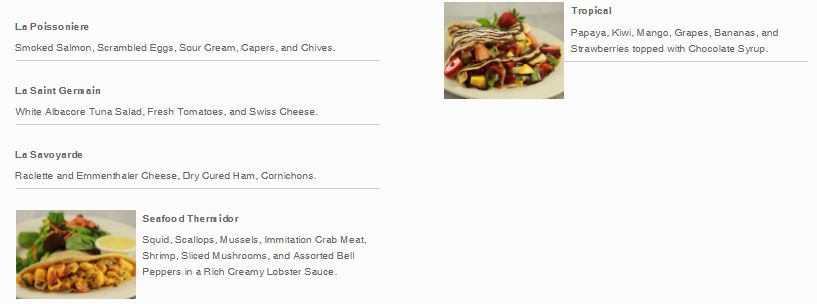 La Poissoniere
Smoked Salmon, Scrambled Eggs, Sour Cream, Capers, and Chives.
La Saint Germain
White Albacore Tuna Salad, Fresh Tomatoes, and Swiss Cheese.
La Savoyarde
Raclette and Emmenthaler Cheese, Dry Cured Ham, Cornichons.
Seafood Thermidor
Squid, Scallops, Mussels, Immitation Crab Meat,
Shrimp, Sliced Mushrooms, and Assorted Bell
Peppers in a Rich Creamy Lobster Sauce.
Tropical
Papaya, Kiwi, Mango, Grapes, Bananas, and
Strawberries topped with Chocolate Syrup.